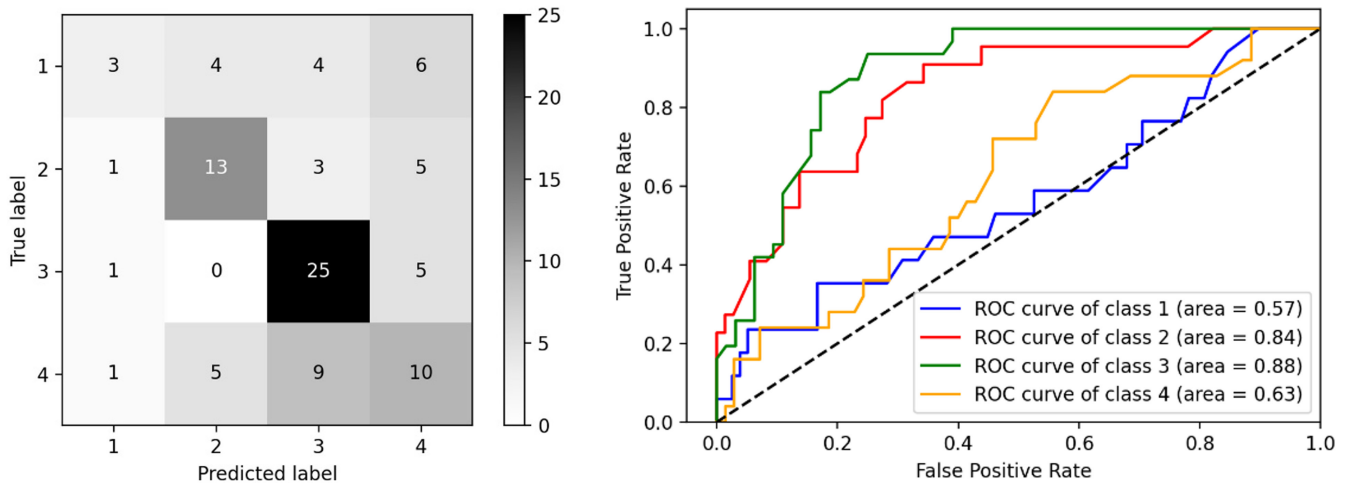 25
20
15
10
5
0
True label
1 3 4 4 6
2 1 13 3 5
3 1 0 25 5
4 1 5 9 10
1 2 3 4
Predicted label
True Positive Rate
1.0
0.8
0.6
0.4
0.2
0.0
ROC curve of class 1 (area = 0.57)
ROC curve of class 2 (area = 0.84)
ROC curve of class 3 (area = 0.88)
ROC curve of class 4 (area = 0.63)
0.0 0.2 0.4 0.6 0.8 1.0
False Positive Rate